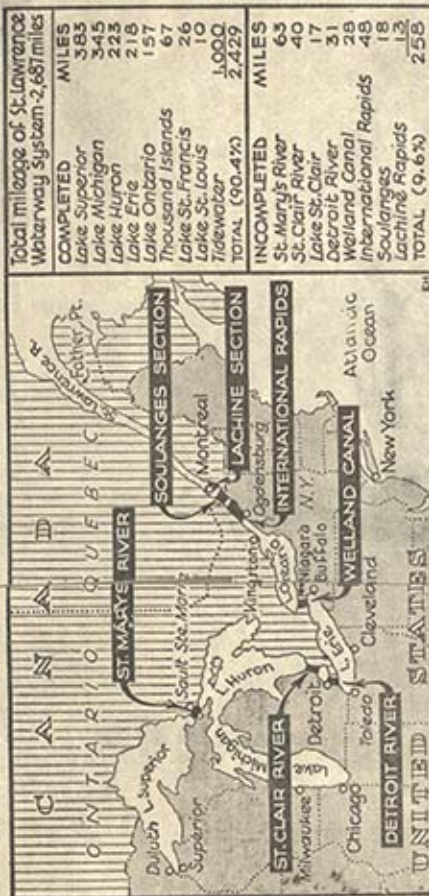 Total mileage of St. Lawrence
Waterway System-2,687 miles
COMPLETED MILES
Lake Superior 383
Lake Michigan 345
Lake Huron 223
Lake Erie 218
Lake Ontario 157
Thousand Islands 67
Lake St. Francis 26
Lake St. Louis 10
Tidewater 1,000
TOTAL (90.4%) 2,429
INCOMPLETED MILES
St. Mary's River 63
St. Clair River 40
Lake St. Clair 17
Detroit River 31
Welland Canal 28
International Rapids 48
Soulanges 18
Lachine Rapids 13
TOTAL (9.6%) 258
CANADA
ONTARIO
QUEBEC
St. Lawrence R.
Father Pt.
ST. MARYS RIVER
SOULANGES SECTION
Montreal
LACHINE SECTION
Sault Ste. Marie
Ogdensburg
INTERNATIONAL RAPIDS
Kingston
L. Ontario
N.Y.
Atlantic
Ocean
Duluth
L. Superior
Superior
L. Huron
Niagara
Buffalo
WELLAND CANAL
New York
Lake
Michigan
ST. CLAIR RIVER
Detroit
L. Erie
Cleveland
Milwaukee
Chicago
Toledo
DETROIT RIVER
UNITED STATES